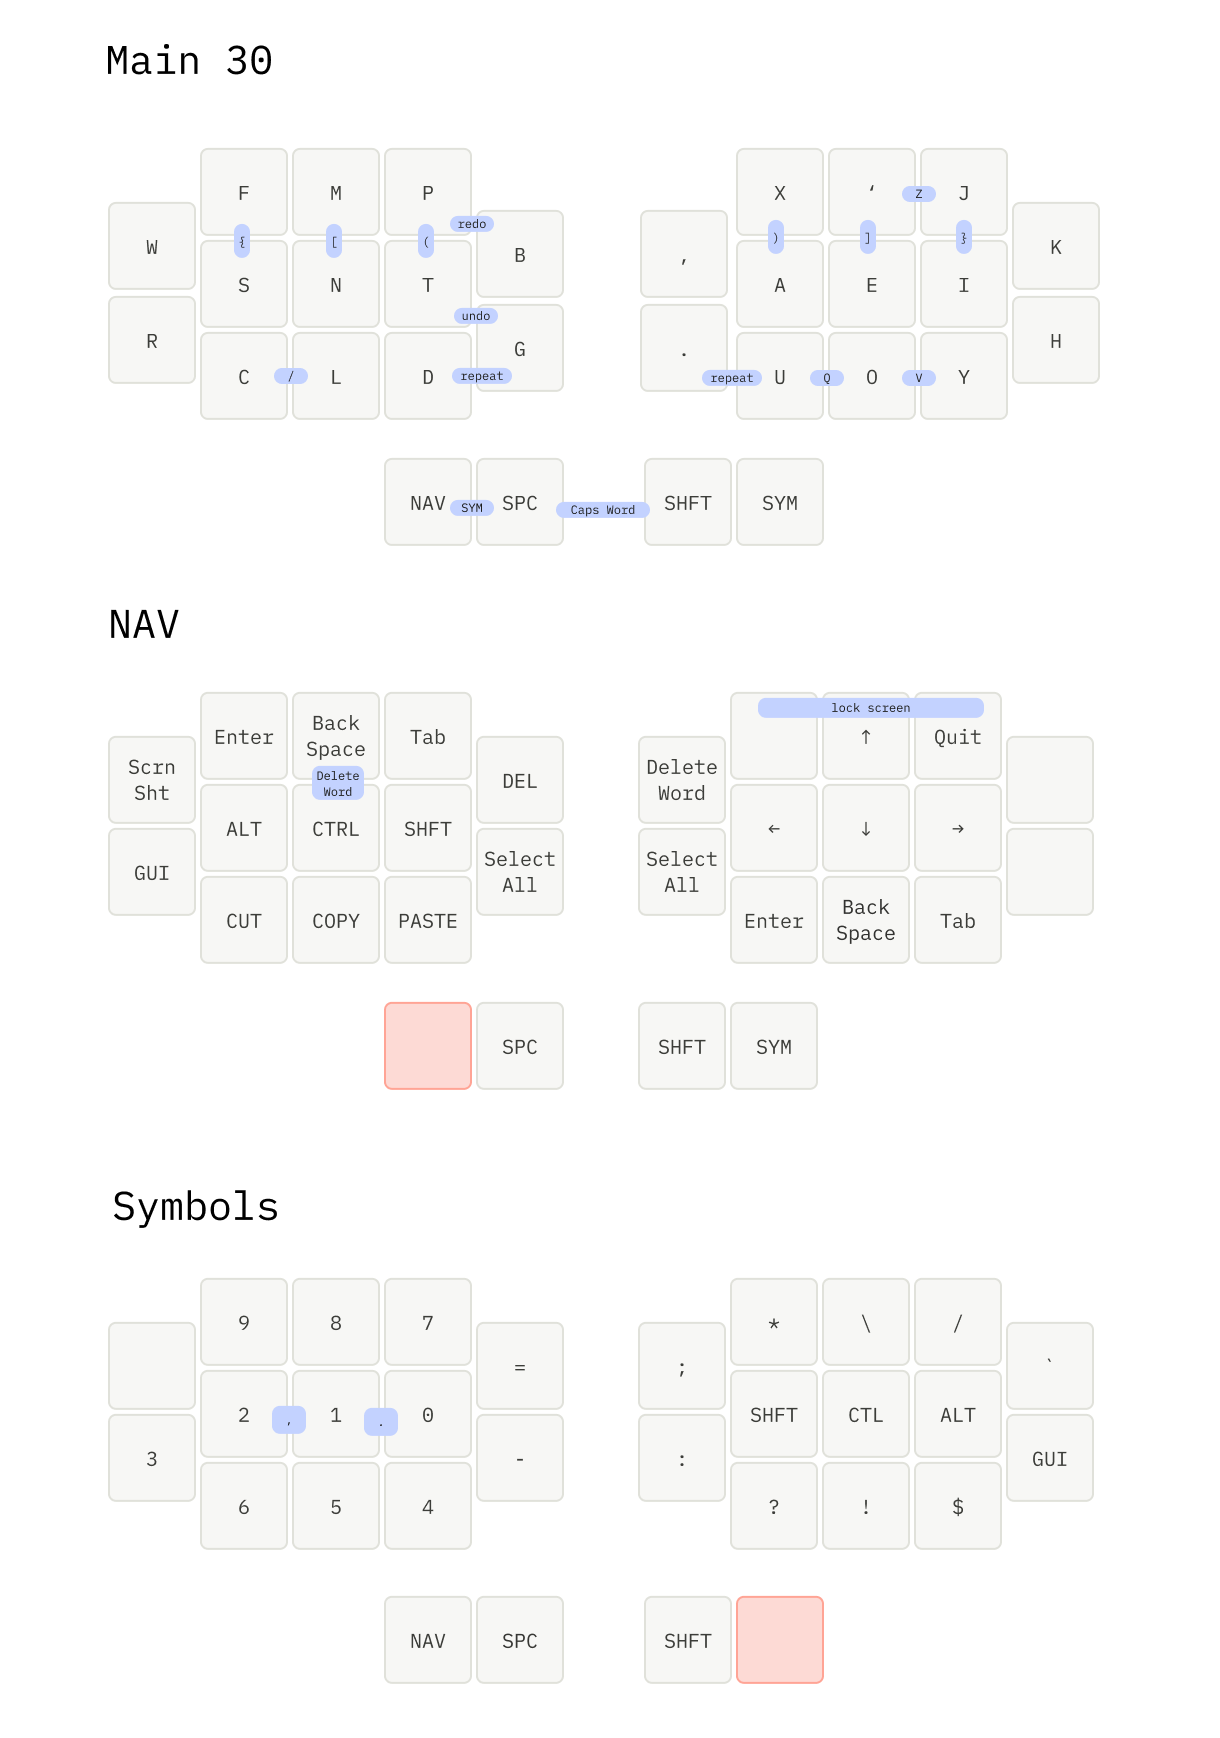 Main 30
F M P X ‘ Z J
W { [ ( redo B , ) ] } K
S N T A E I
R undo G . H
C / L D repeat repeat U Q O V Y
NAV SYM SPC Caps Word SHFT SYM
NAV
lock screen
Enter Back Space Tab ↑ Quit
Scrn Sht Delete Word DEL Delete Word
ALT CTRL SHFT ← ↓ →
GUI Select All Select All
CUT COPY PASTE Enter Back Space Tab
SPC SHFT SYM
Symbols
9 8 7 * \ /
= ; `
2 , 1 . 0 SHFT CTL ALT
3 - : GUI
6 5 4 ? ! $
NAV SPC SHFT